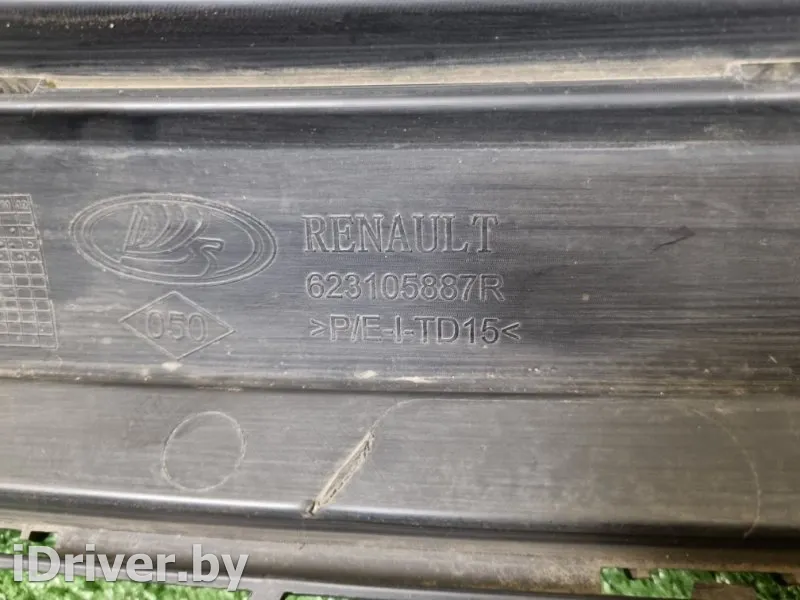 RENAULT
623105887R
050
>P/E-I-TD15<
iDriver.by